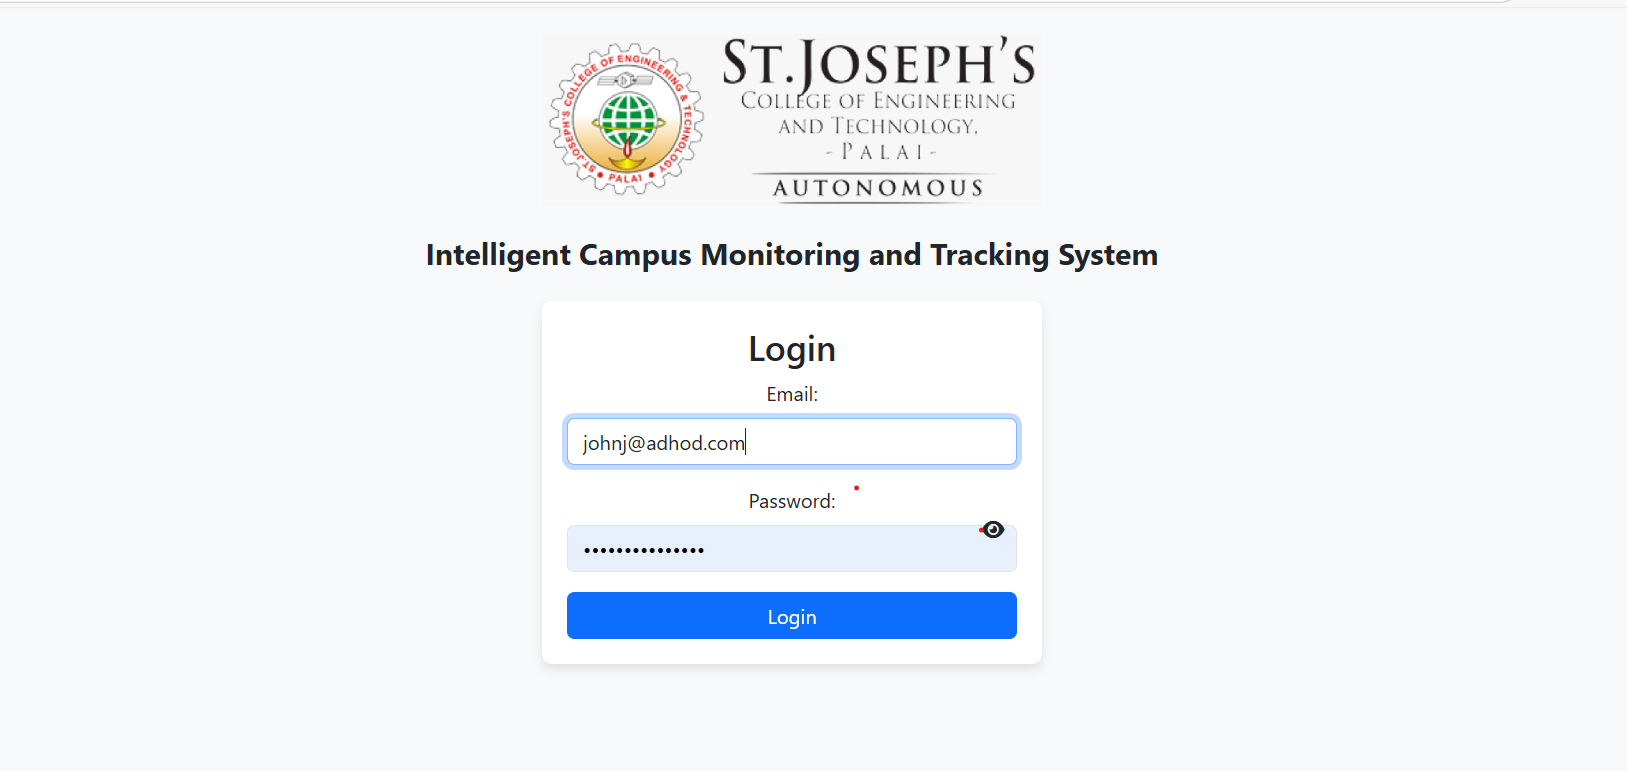 ST.JOSEPH'S COLLEGE OF ENGINEERING & TECHNOLOGY
• PALAI •
ST.JOSEPH'S
COLLEGE OF ENGINEERING
AND TECHNOLOGY,
- PALAI -
AUTONOMOUS
Intelligent Campus Monitoring and Tracking System
Login
Email:
johnj@adhod.com
Password:
•••••••••••••••
Login